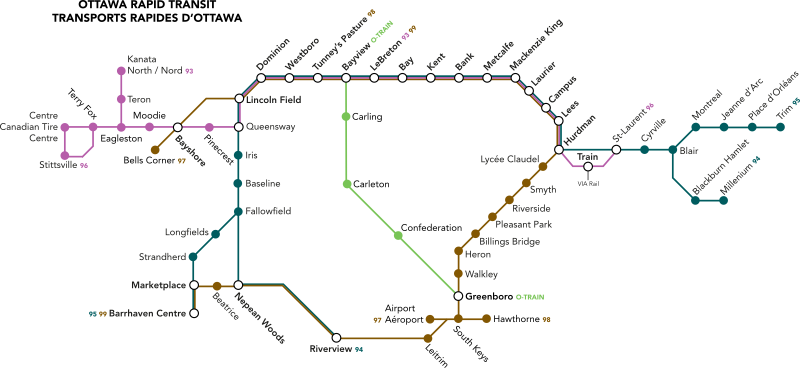 OTTAWA RAPID TRANSIT
TRANSPORTS RAPIDES D'OTTAWA
Dominion
Westboro
Tunney's Pasture 98
Bayview O-TRAIN
LeBreton 93 99
Bay
Kent
Bank
Metcalfe
Mackenzie King
Laurier
Campus
Lees
Hurdman
Kanata
North / Nord 93
Teron
Terry Fox
Centre
Canadian Tire
Centre
Stittsville 96
Eagleston
Moodie
Bayshore
Bells Corner 97
Pinecrest
Lincoln Field
Queensway
Iris
Baseline
Fallowfield
Longfields
Strandherd
Marketplace
95 99 Barrhaven Centre
Beatrice
Nepean Woods
Riverview 94
Carling
Carleton
Confederation
Greenboro O-TRAIN
Lycée Claudel
Smyth
Riverside
Pleasant Park
Billings Bridge
Heron
Walkley
Airport
97 Aéroport
Hawthorne 98
South Keys
Leitrim
Train
VIA Rail
St-Laurent 96
Cyrville
Blair
Montreal
Jeanne d'Arc
Place d'Orléans
Trim 95
Blackburn Hamlet
Millenium 94